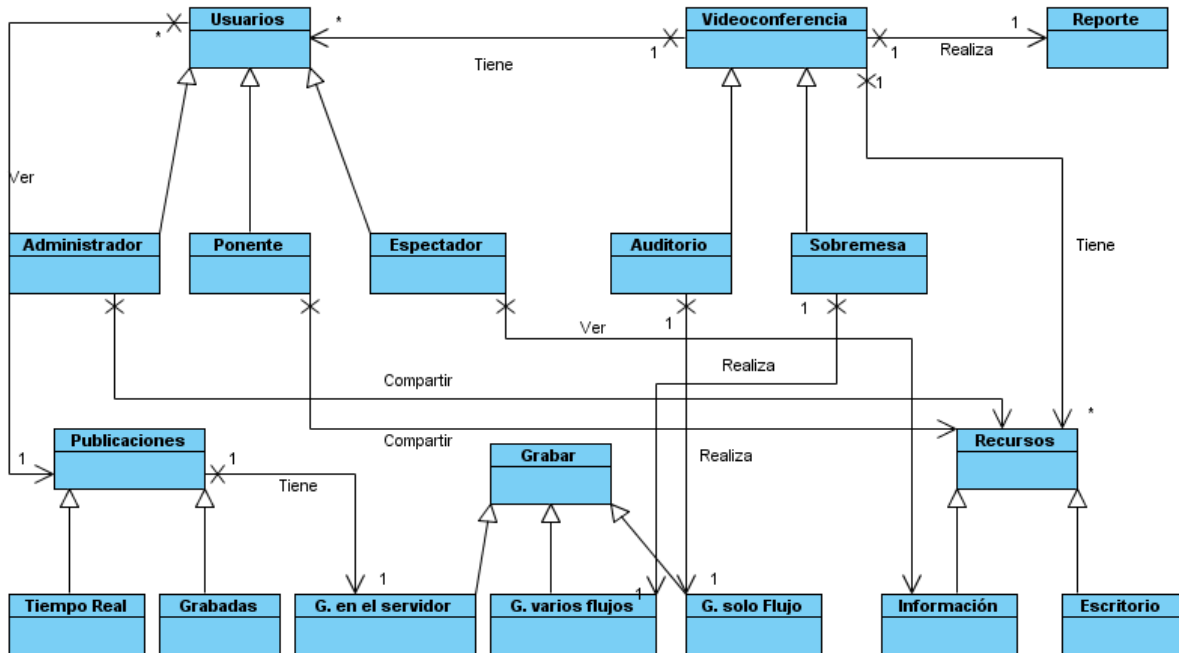 Usuarios
Videoconferencia
Reporte
*
*
1
1
1
Tiene
Realiza
1
Ver
Administrador
Ponente
Espectador
Auditorio
Sobremesa
Tiene
1
1
Ver
Realiza
Compartir
*
Publicaciones
Compartir
Recursos
Grabar
1
1
Realiza
Tiene
1
1
1
Tiempo Real
Grabadas
G. en el servidor
G. varios flujos
G. solo Flujo
Información
Escritorio